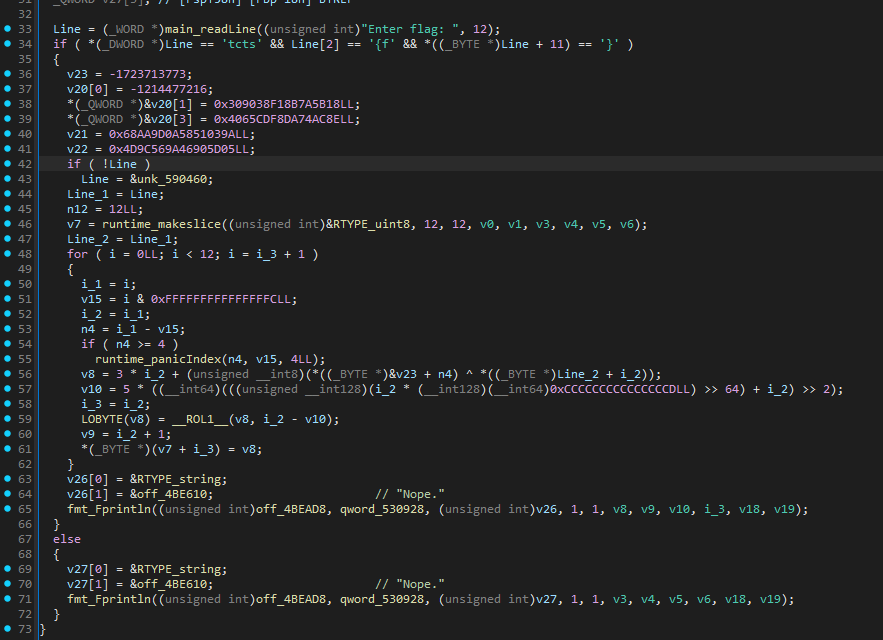 33 Line = (_WORD *)main_readLine((unsigned int)"Enter flag: ", 12);
34 if ( *(_DWORD *)Line == 'tcts' && Line[2] == '{f' && *((_BYTE *)Line + 11) == '}' )
35 {
36 v23 = -1723713773;
37 v20[0] = -1214477216;
38 *(_QWORD *)&v20[1] = 0x309038F18B7A5B18LL;
39 *(_QWORD *)&v20[3] = 0x4065CDF8DA74AC8ELL;
40 v21 = 0x68AA9D0A5851039ALL;
41 v22 = 0x4D9C569A46905D05LL;
42 if ( !Line )
43 Line = &unk_590460;
44 Line_1 = Line;
45 n12 = 12LL;
46 v7 = runtime_makeslice((unsigned int)&RTYPE_uint8, 12, 12, v0, v1, v3, v4, v5, v6);
47 Line_2 = Line_1;
48 for ( i = 0LL; i < 12; i = i_3 + 1 )
49 {
50 i_1 = i;
51 v15 = i & 0xFFFFFFFFFFFFFFFCLL;
52 i_2 = i_1;
53 n4 = i_1 - v15;
54 if ( n4 >= 4 )
55 runtime_panicIndex(n4, v15, 4LL);
56 v8 = 3 * i_2 + (unsigned __int8)(*((_BYTE *)&v23 + n4) ^ *((_BYTE *)Line_2 + i_2));
57 v10 = 5 * ((__int64)(((unsigned __int128)(i_2 * (__int128)(__int64)0xCCCCCCCCCCCCCCCDLL) >> 64) + i_2) >> 2);
58 i_3 = i_2;
59 LOBYTE(v8) = __ROL1__(v8, i_2 - v10);
60 v9 = i_2 + 1;
61 *(_BYTE *)(v7 + i_3) = v8;
62 }
63 v26[0] = &RTYPE_string;
64 v26[1] = &off_4BE610; // "Nope."
65 fmt_Fprintln((unsigned int)off_4BEAD8, qword_530928, (unsigned int)v26, 1, 1, v8, v9, v10, i_3, v18, v19);
66 }
67 else
68 {
69 v27[0] = &RTYPE_string;
70 v27[1] = &off_4BE610; // "Nope."
71 fmt_Fprintln((unsigned int)off_4BEAD8, qword_530928, (unsigned int)v27, 1, 1, v3, v4, v5, v6, v18, v19);
72 }
73 }